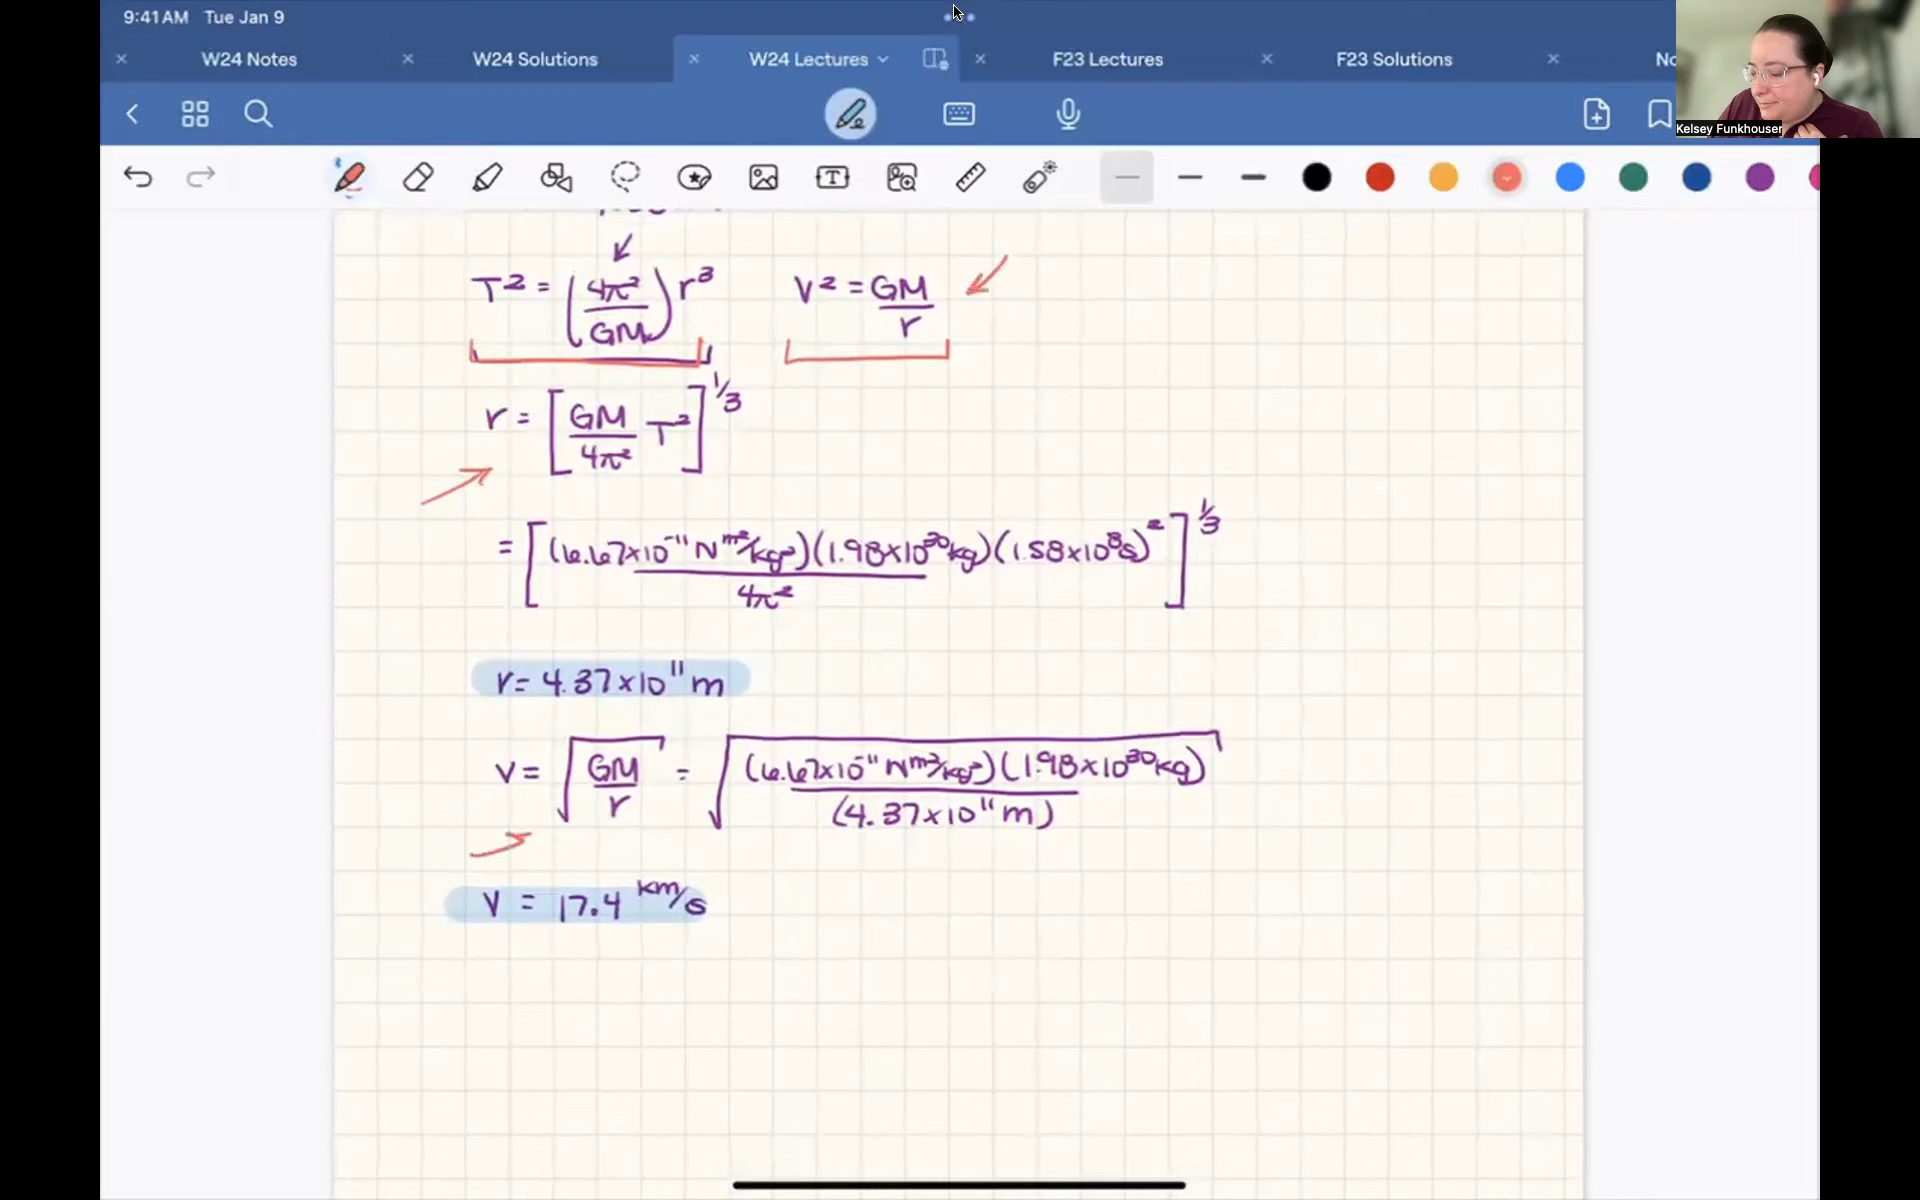 9:41 AM Tue Jan 9
W24 Notes W24 Solutions W24 Lectures F23 Lectures F23 Solutions No
Kelsey Funkhouser
T² = (4π²/GM) r³ V² = GM/r
r = [GM/4π² T²]^1/3
= [(6.67×10⁻¹¹ N m²/kg²)(1.98×10³⁰ kg)(1.58×10⁸ s)²/4π²]^1/3
r = 4.37×10¹¹ m
v = √(GM/r) = √((6.67×10⁻¹¹ N m²/kg²)(1.98×10³⁰ kg)/(4.37×10¹¹ m))
v = 17.4 km/s